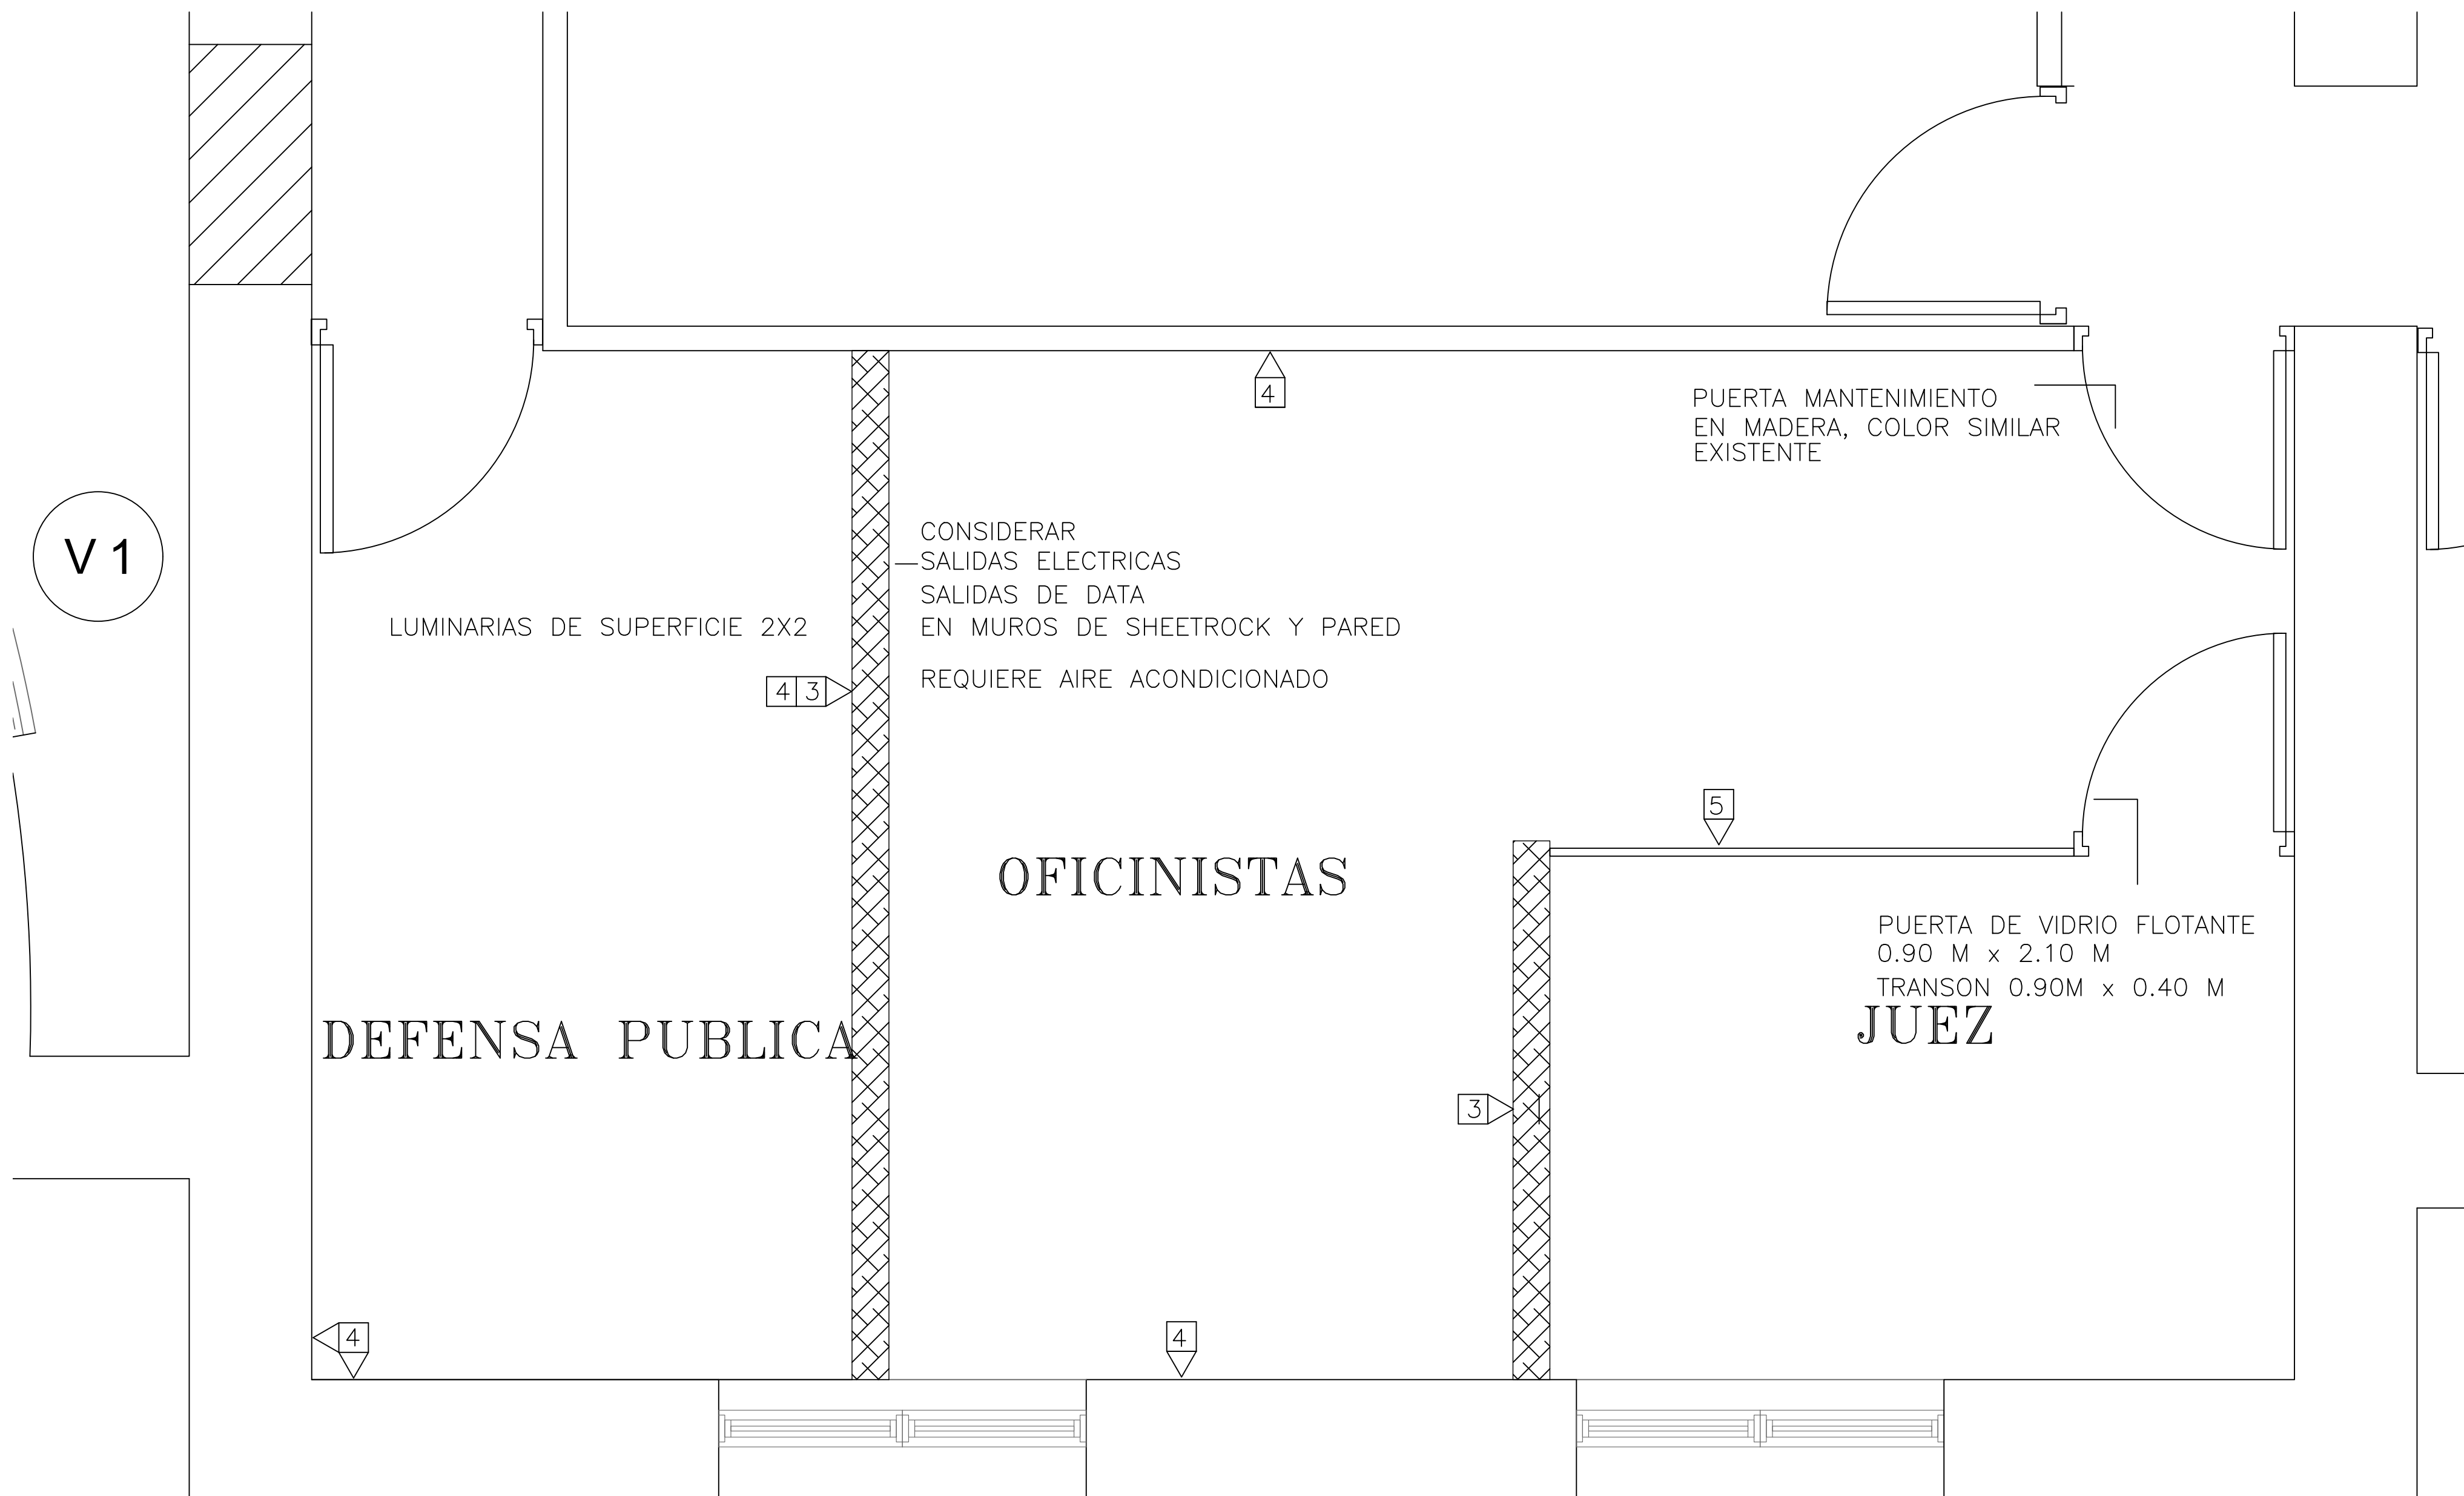 4
PUERTA MANTENIMIENTO
EN MADERA, COLOR SIMILAR
EXISTENTE
V 1
CONSIDERAR
SALIDAS ELECTRICAS
SALIDAS DE DATA
EN MUROS DE SHEETROCK Y PARED
REQUIERE AIRE ACONDICIONADO
LUMINARIAS DE SUPERFICIE 2X2
4 3
5
OFICINISTAS
PUERTA DE VIDRIO FLOTANTE
0.90 M x 2.10 M
TRANSON 0.90M x 0.40 M
JUEZ
DEFENSA PUBLICA
3
4
4